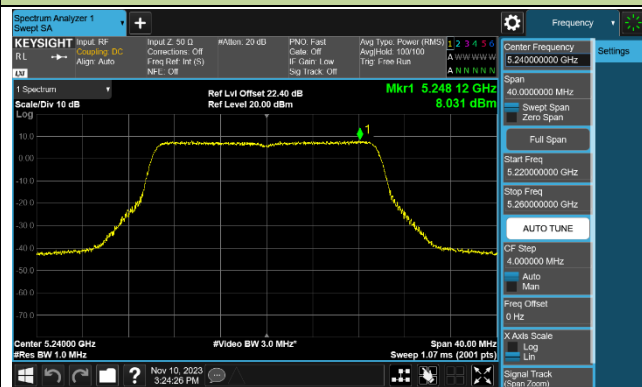 Spectrum Analyzer 1
Swept SA
Frequency
KEYSIGHT
Input: RF
Coupling: DC
Align: Auto
Input Z: 50 Ω
Corrections: Off
Freq Ref: Int (S)
NFE: Off
#Atten: 20 dB
PNO: Fast
Gate: Off
IF Gain: Low
Sig Track: Off
Avg Type: Power (RMS)
Avg|Hold: 100/100
Trig: Free Run
1 2 3 4 5 6
A W W W W W
A N N N N N
RL
LXI
1 Spectrum
Scale/Div 10 dB
Log
Ref Lvl Offset 22.40 dB
Ref Level 20.00 dBm
Mkr1 5.248 12 GHz
8.031 dBm
1
10.0
0.00
-10.0
-20.0
-30.0
-40.0
-50.0
-60.0
-70.0
Center 5.24000 GHz
#Res BW 1.0 MHz
#Video BW 3.0 MHz*
Span 40.00 MHz
Sweep 1.07 ms (2001 pts)
Nov 10, 2023
3:24:26 PM
Center Frequency
5.240000000 GHz
Settings
Span
40.0000000 MHz
Swept Span
Zero Span
Full Span
Start Freq
5.220000000 GHz
Stop Freq
5.260000000 GHz
AUTO TUNE
CF Step
4.000000 MHz
Auto
Man
Freq Offset
0 Hz
X Axis Scale
Log
Lin
Signal Track
(Span Zoom)